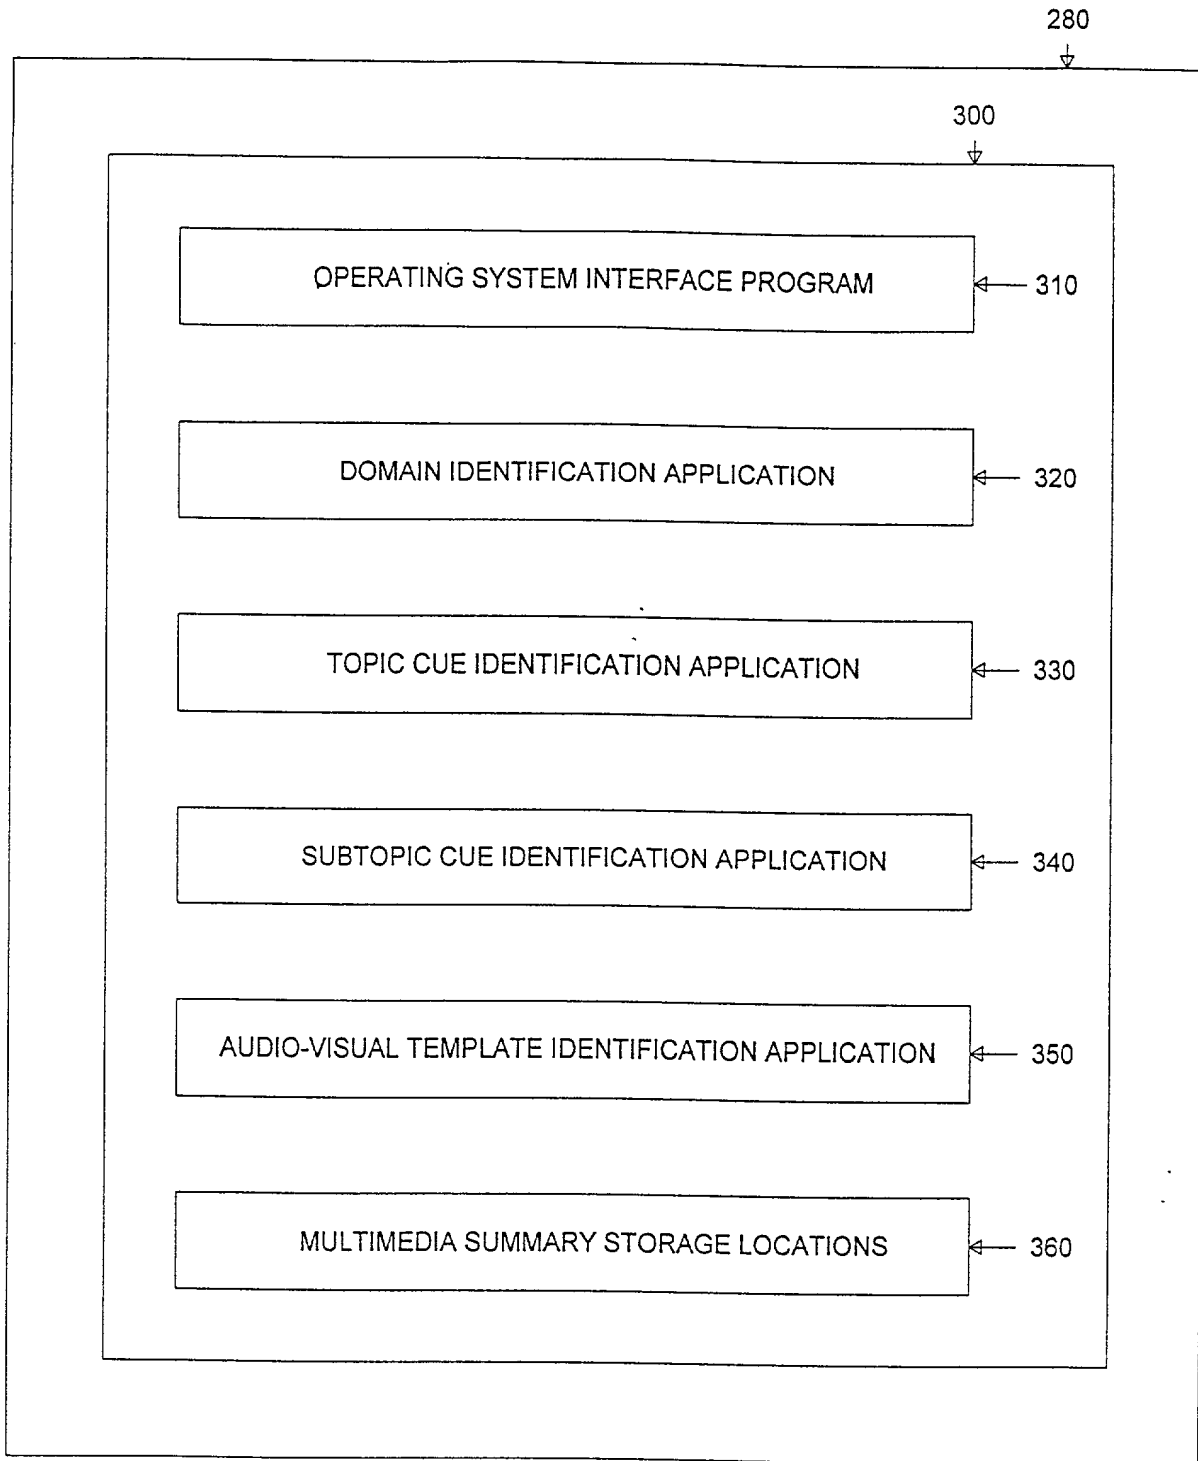 280
300
OPERATING SYSTEM INTERFACE PROGRAM 310
DOMAIN IDENTIFICATION APPLICATION 320
TOPIC CUE IDENTIFICATION APPLICATION 330
SUBTOPIC CUE IDENTIFICATION APPLICATION 340
AUDIO-VISUAL TEMPLATE IDENTIFICATION APPLICATION 350
MULTIMEDIA SUMMARY STORAGE LOCATIONS 360